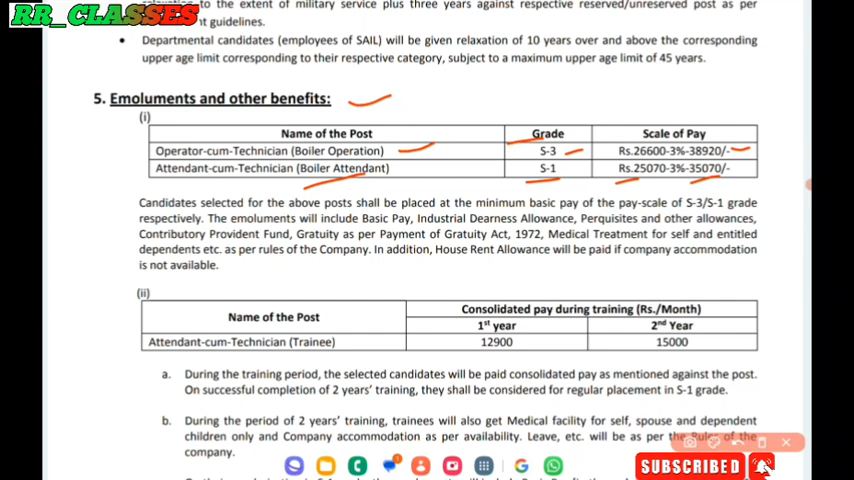 RR_CLASSES
to the extent of military service plus three years against respective reserved/unreserved post as per
guidelines.
• Departmental candidates (employees of SAIL) will be given relaxation of 10 years over and above the corresponding
upper age limit corresponding to their respective category, subject to a maximum upper age limit of 45 years.
5. Emoluments and other benefits:
(i)
Name of the Post Grade Scale of Pay
Operator-cum-Technician (Boiler Operation) S-3 Rs.26600-3%-38920/-
Attendant-cum-Technician (Boiler Attendant) S-1 Rs.25070-3%-35070/-
Candidates selected for the above posts shall be placed at the minimum basic pay of the pay-scale of S-3/S-1 grade
respectively. The emoluments will include Basic Pay, Industrial Dearness Allowance, Perquisites and other allowances,
Contributory Provident Fund, Gratuity as per Payment of Gratuity Act, 1972, Medical Treatment for self and entitled
dependents etc. as per rules of the Company. In addition, House Rent Allowance will be paid if company accommodation
is not available.
(ii)
Name of the Post Consolidated pay during training (Rs./Month)
1st year 2nd Year
Attendant-cum-Technician (Trainee) 12900 15000
a. During the training period, the selected candidates will be paid consolidated pay as mentioned against the post.
On successful completion of 2 years' training, they shall be considered for regular placement in S-1 grade.
b. During the period of 2 years' training, trainees will also get Medical facility for self, spouse and dependent
children only and Company accommodation as per availability. Leave, etc. will be as per the Rules of the
company.
SUBSCRIBED